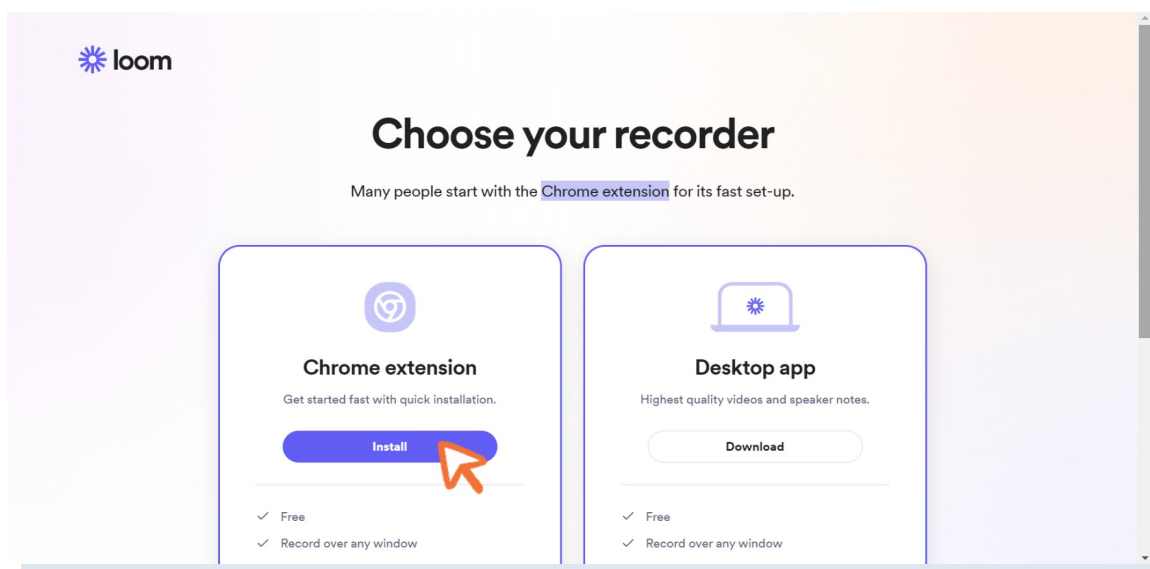 loom
Choose your recorder
Many people start with the Chrome extension for its fast set-up.
Chrome extension
Get started fast with quick installation.
Install
Free
Record over any window
Desktop app
Highest quality videos and speaker notes.
Download
Free
Record over any window